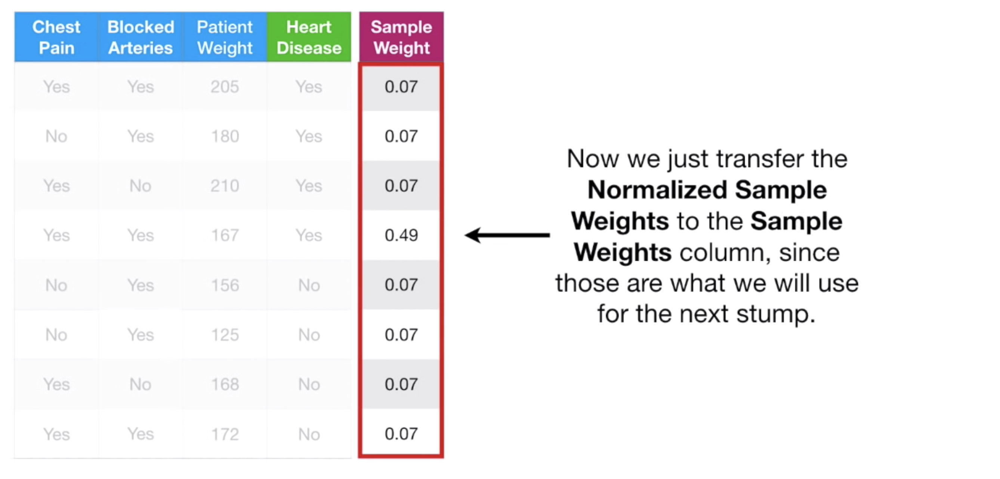 Chest Pain Blocked Arteries Patient Weight Heart Disease Sample Weight
Yes Yes 205 Yes 0.07
No Yes 180 Yes 0.07
Yes No 210 Yes 0.07
Yes Yes 167 Yes 0.49
No Yes 156 No 0.07
No Yes 125 No 0.07
Yes No 168 No 0.07
Yes Yes 172 No 0.07
Now we just transfer the
Normalized Sample
Weights to the Sample
Weights column, since
those are what we will use
for the next stump.